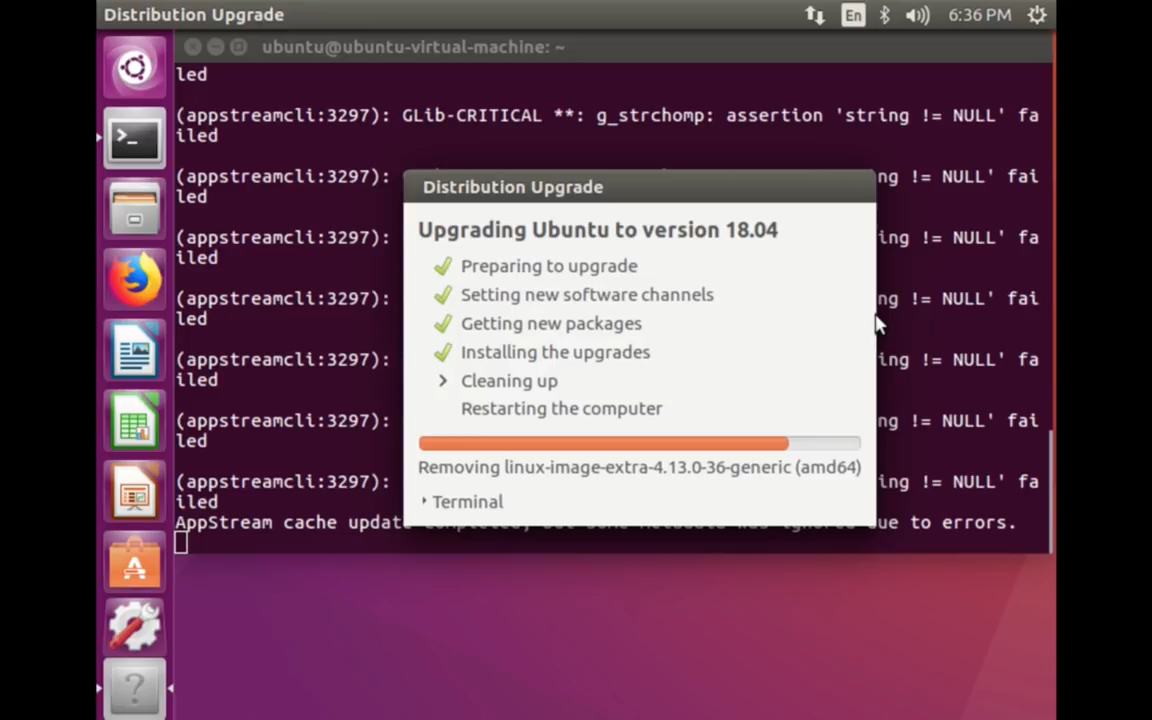 Distribution Upgrade
En
6:36 PM
ubuntu@ubuntu-virtual-machine: ~
led
(appstreamcli:3297): GLib-CRITICAL **: g_strchomp: assertion 'string != NULL' fa
iled
(appstreamcli:3297): ng != NULL' fai
led
(appstreamcli:3297): ng != NULL' fa
iled
(appstreamcli:3297): ng != NULL' fai
led
(appstreamcli:3297): ng != NULL' fa
iled
(appstreamcli:3297): ng != NULL' fai
led
(appstreamcli:3297): ng != NULL' fa
iled
AppStream cache update due to errors.
Distribution Upgrade
Upgrading Ubuntu to version 18.04
Preparing to upgrade
Setting new software channels
Getting new packages
Installing the upgrades
Cleaning up
Restarting the computer
Removing linux-image-extra-4.13.0-36-generic (amd64)
Terminal